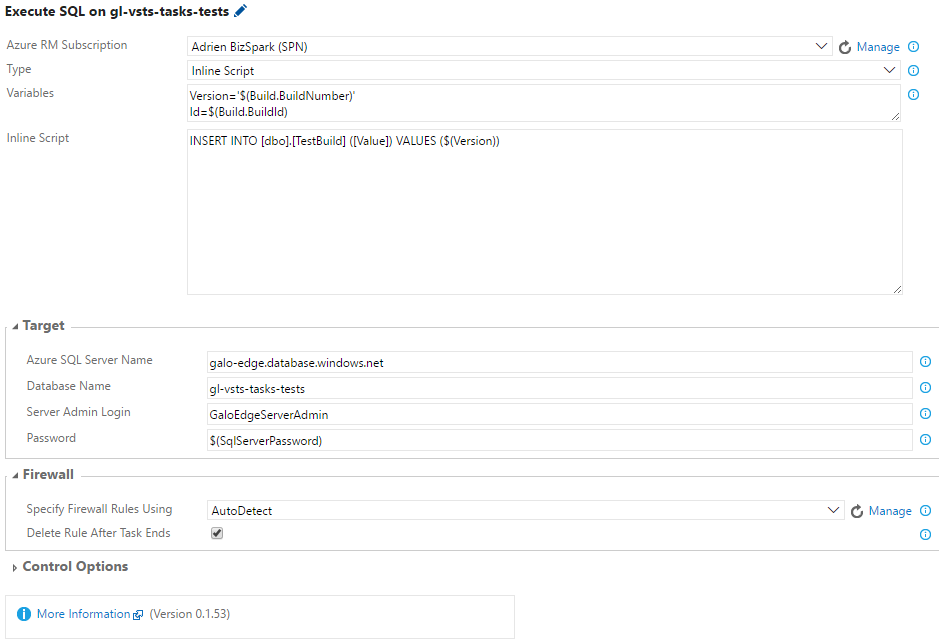 Execute SQL on gl-vsts-tasks-tests
Azure RM Subscription Adrien BizSpark (SPN) Manage
Type Inline Script
Variables Version='$(Build.BuildNumber)'
Id=$(Build.BuildId)
Inline Script INSERT INTO [dbo].[TestBuild] ([Value]) VALUES ($(Version))
Target
Azure SQL Server Name galo-edge.database.windows.net
Database Name gl-vsts-tasks-tests
Server Admin Login GaloEdgeServerAdmin
Password $(SqlServerPassword)
Firewall
Specify Firewall Rules Using AutoDetect Manage
Delete Rule After Task Ends
Control Options
More Information (Version 0.1.53)